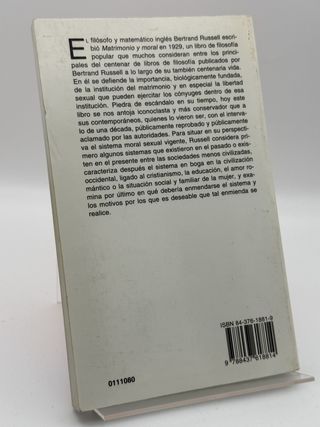 El filósofo y matemático inglés Bertrand Russell escri-
bió Matrimonio y moral en 1929, un libro de filosofía
popular que muchos consideran entre los princi-
pales del centenar de libros de filosofía publicados por
Bertrand Russell a lo largo de su también centenaria vida.
En él se defiende la importancia, biológicamente fundada,
de la institución del matrimonio y en especial la libertad
sexual que pueden ejercitar los cónyuges dentro de esa
institución. Piedra de escándalo en su tiempo, hoy este
libro se nos antoja iconoclasta y más conservador que a
sus contemporáneos, quienes lo vieron ser, con el interva-
lo de una década, públicamente reprobado y públicamente
aclamado por las autoridades. Para situar en su perspecti-
va el sistema moral sexual vigente, Russell considera pri-
mero algunos sistemas que existieron en el pasado o exis-
ten en el presente entre las sociedades menos civilizadas,
caracteriza después el sistema en boga en la civilización
occidental, ligado al cristianismo, la educación, el amor ro-
mántico o la situación social y familiar de la mujer, y exa-
mina por último en qué debería enmendarse el sistema y
los motivos por los que es deseable que tal enmienda se
realice.
ISBN 84-376-1881-9
9 788437 618814
0111060